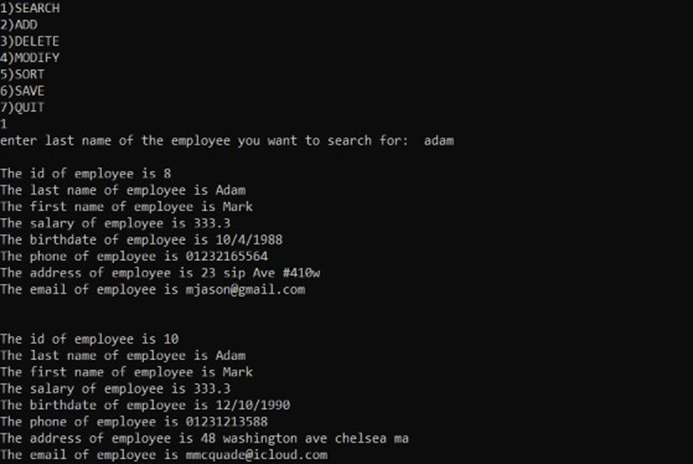 1)SEARCH
2)ADD
3)DELETE
4)MODIFY
5)SORT
6)SAVE
7)QUIT
1
enter last name of the employee you want to search for:  adam
The id of employee is 8
The last name of employee is Adam
The first name of employee is Mark
The salary of employee is 333.3
The birthdate of employee is 10/4/1988
The phone of employee is 01232165564
The address of employee is 23 sip Ave #410w
The email of employee is mjason@gmail.com
The id of employee is 10
The last name of employee is Adam
The first name of employee is Mark
The salary of employee is 333.3
The birthdate of employee is 12/10/1990
The phone of employee is 01231213588
The address of employee is 48 washington ave chelsea ma
The email of employee is mmcquade@icloud.com